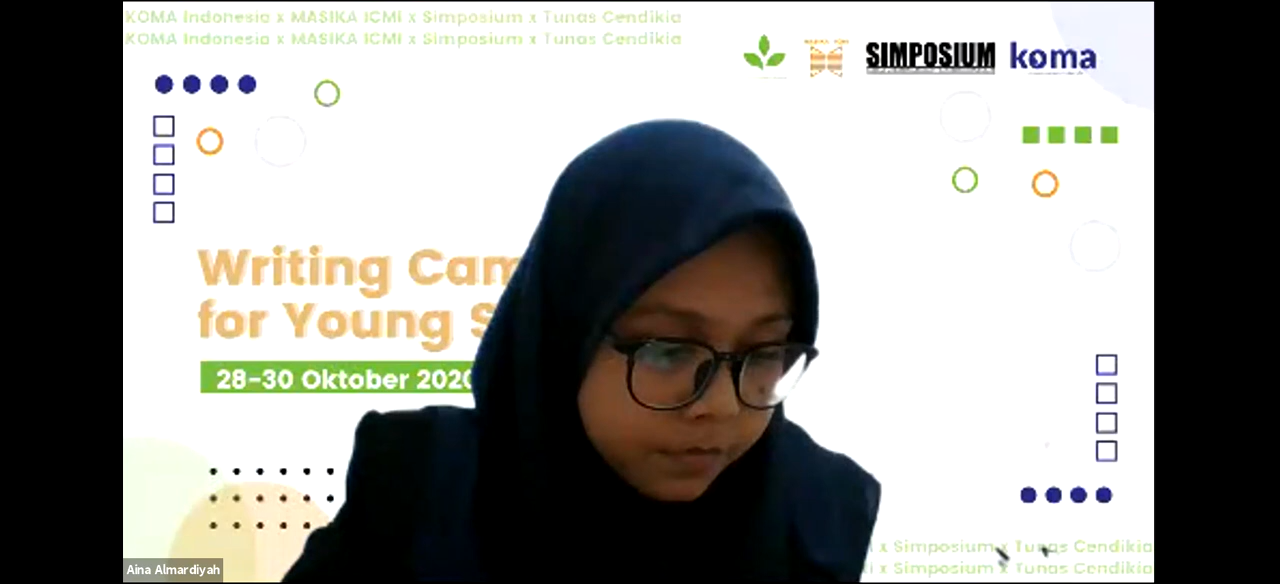 KOMA Indonesia x MASIKA ICMI x Simposium x Tunas Cendikia
KOMA Indonesia x MASIKA ICMI x Simposium x Tunas Cendikia
SIMPOSIUM koma
Writing Cam
for Young S
28-30 Oktober 2020
x Simposium x Tunas Cendikia
x Simposium x Tunas Cendikia
Aina Almardiyah